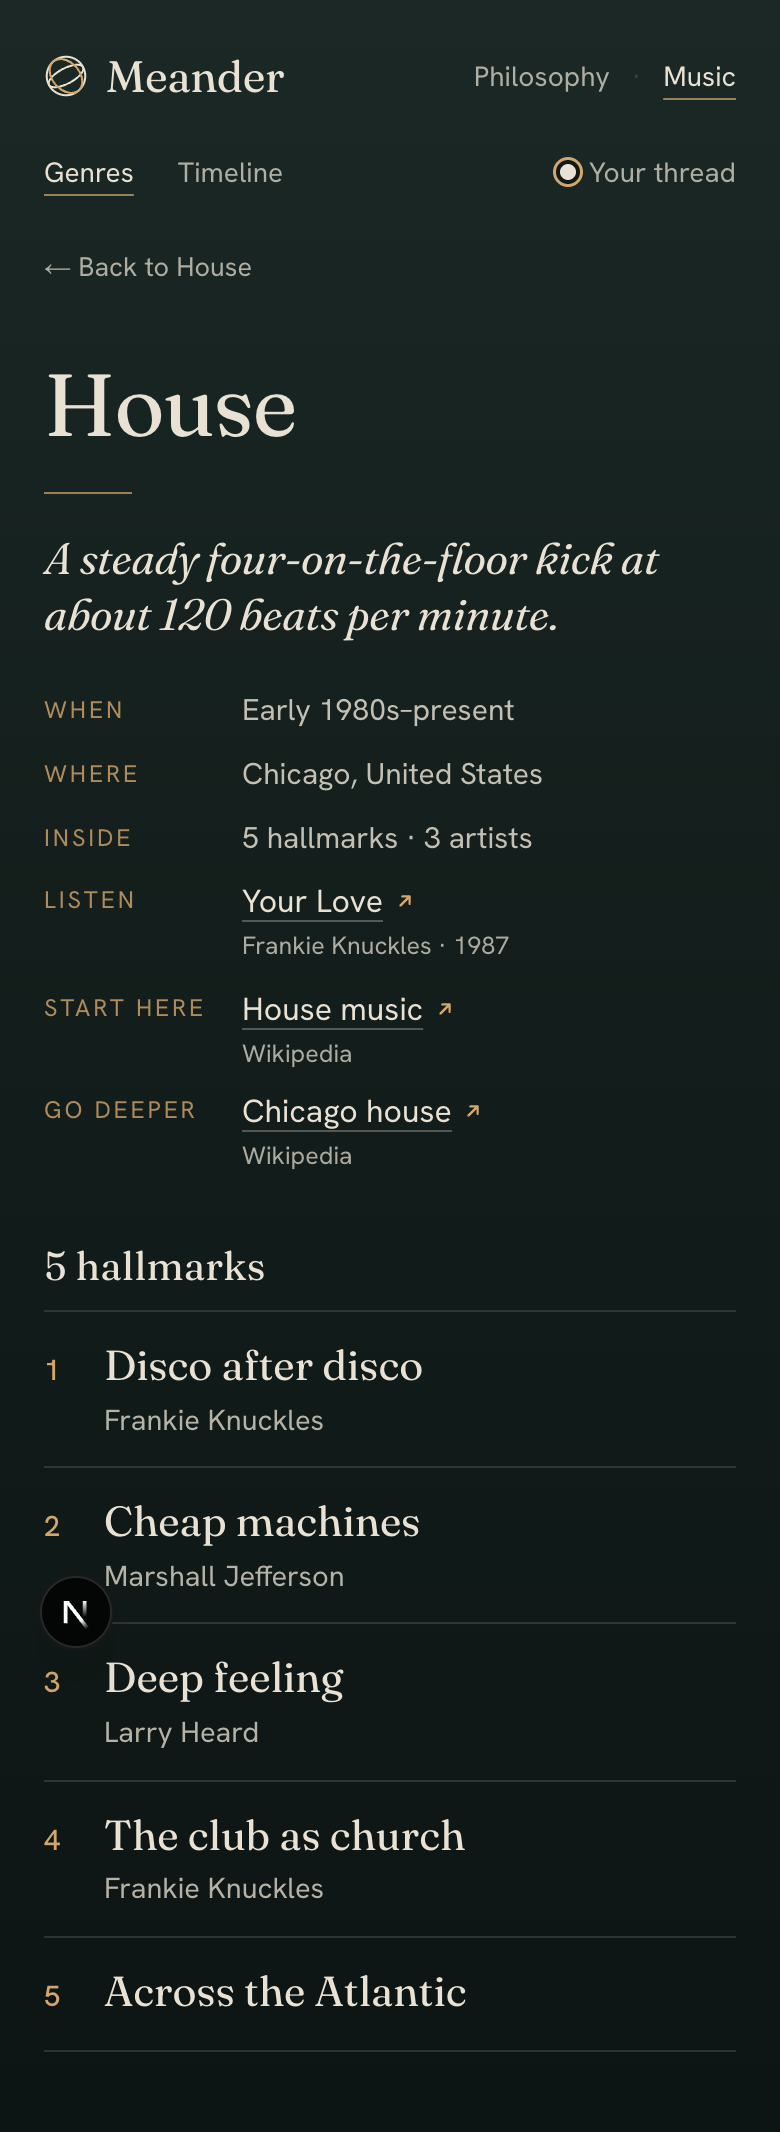 Meander
Philosophy · Music
Genres Timeline Your thread
← Back to House
House
A steady four-on-the-floor kick at
about 120 beats per minute.
WHEN Early 1980s–present
WHERE Chicago, United States
INSIDE 5 hallmarks · 3 artists
LISTEN Your Love ↗
Frankie Knuckles · 1987
START HERE House music ↗
Wikipedia
GO DEEPER Chicago house ↗
Wikipedia
5 hallmarks
1 Disco after disco
Frankie Knuckles
2 Cheap machines
Marshall Jefferson
N
3 Deep feeling
Larry Heard
4 The club as church
Frankie Knuckles
5 Across the Atlantic